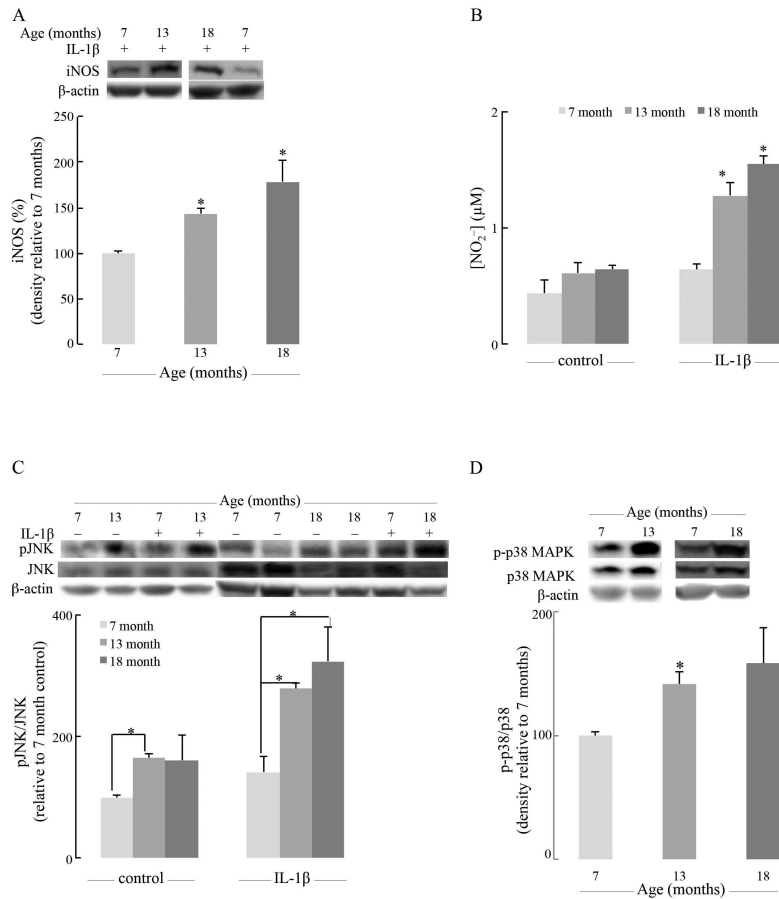 A
Age (months) 7 13 18 7
IL-1β + + + +
iNOS
β-actin
250
200
150
100
50
0
iNOS (%)
(density relative to 7 months)
*
*
7 13 18
Age (months)
B
2
1
0
[NO₂⁻] (μM)
7 month 13 month 18 month
*
*
control IL-1β
C
Age (months)
7 13 7 13 7 7 18 18 7 18
IL-1β – – + + – – – – + +
pJNK
JNK
β-actin
400
200
0
pJNK/JNK
(relative to 7 month control)
7 month
13 month
18 month
*
*
*
control IL-1β
D
Age (months)
7 13 7 18
p-p38 MAPK
p38 MAPK
β-actin
200
100
0
p-p38/p38
(density relative to 7 months)
*
7 13 18
Age (months)